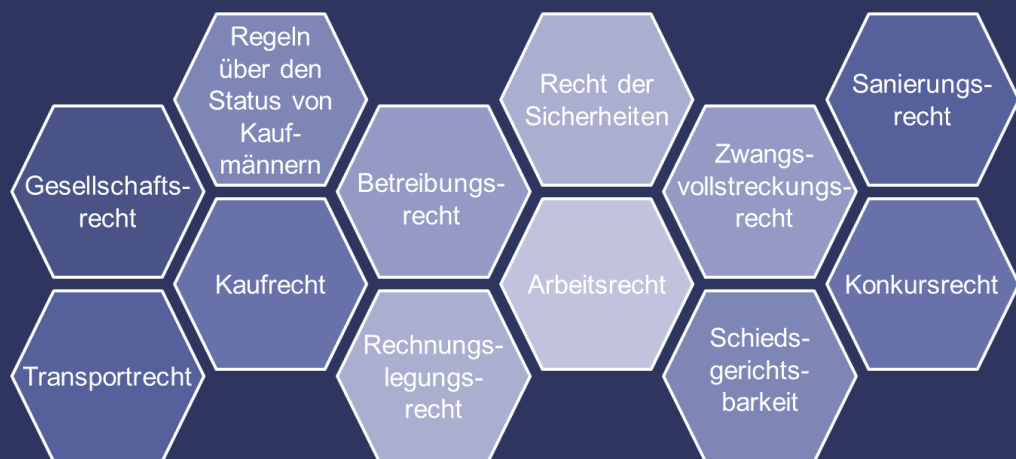 Regeln
über den
Status von
Kauf-
männern
Recht der
Sicherheiten
Sanierungs-
recht
Gesellschafts-
recht
Betreibungs-
recht
Zwangs-
vollstreckungs-
recht
Kaufrecht
Arbeitsrecht
Konkursrecht
Transportrecht
Rechnungs-
legungs-
recht
Schieds-
gerichts-
barkeit